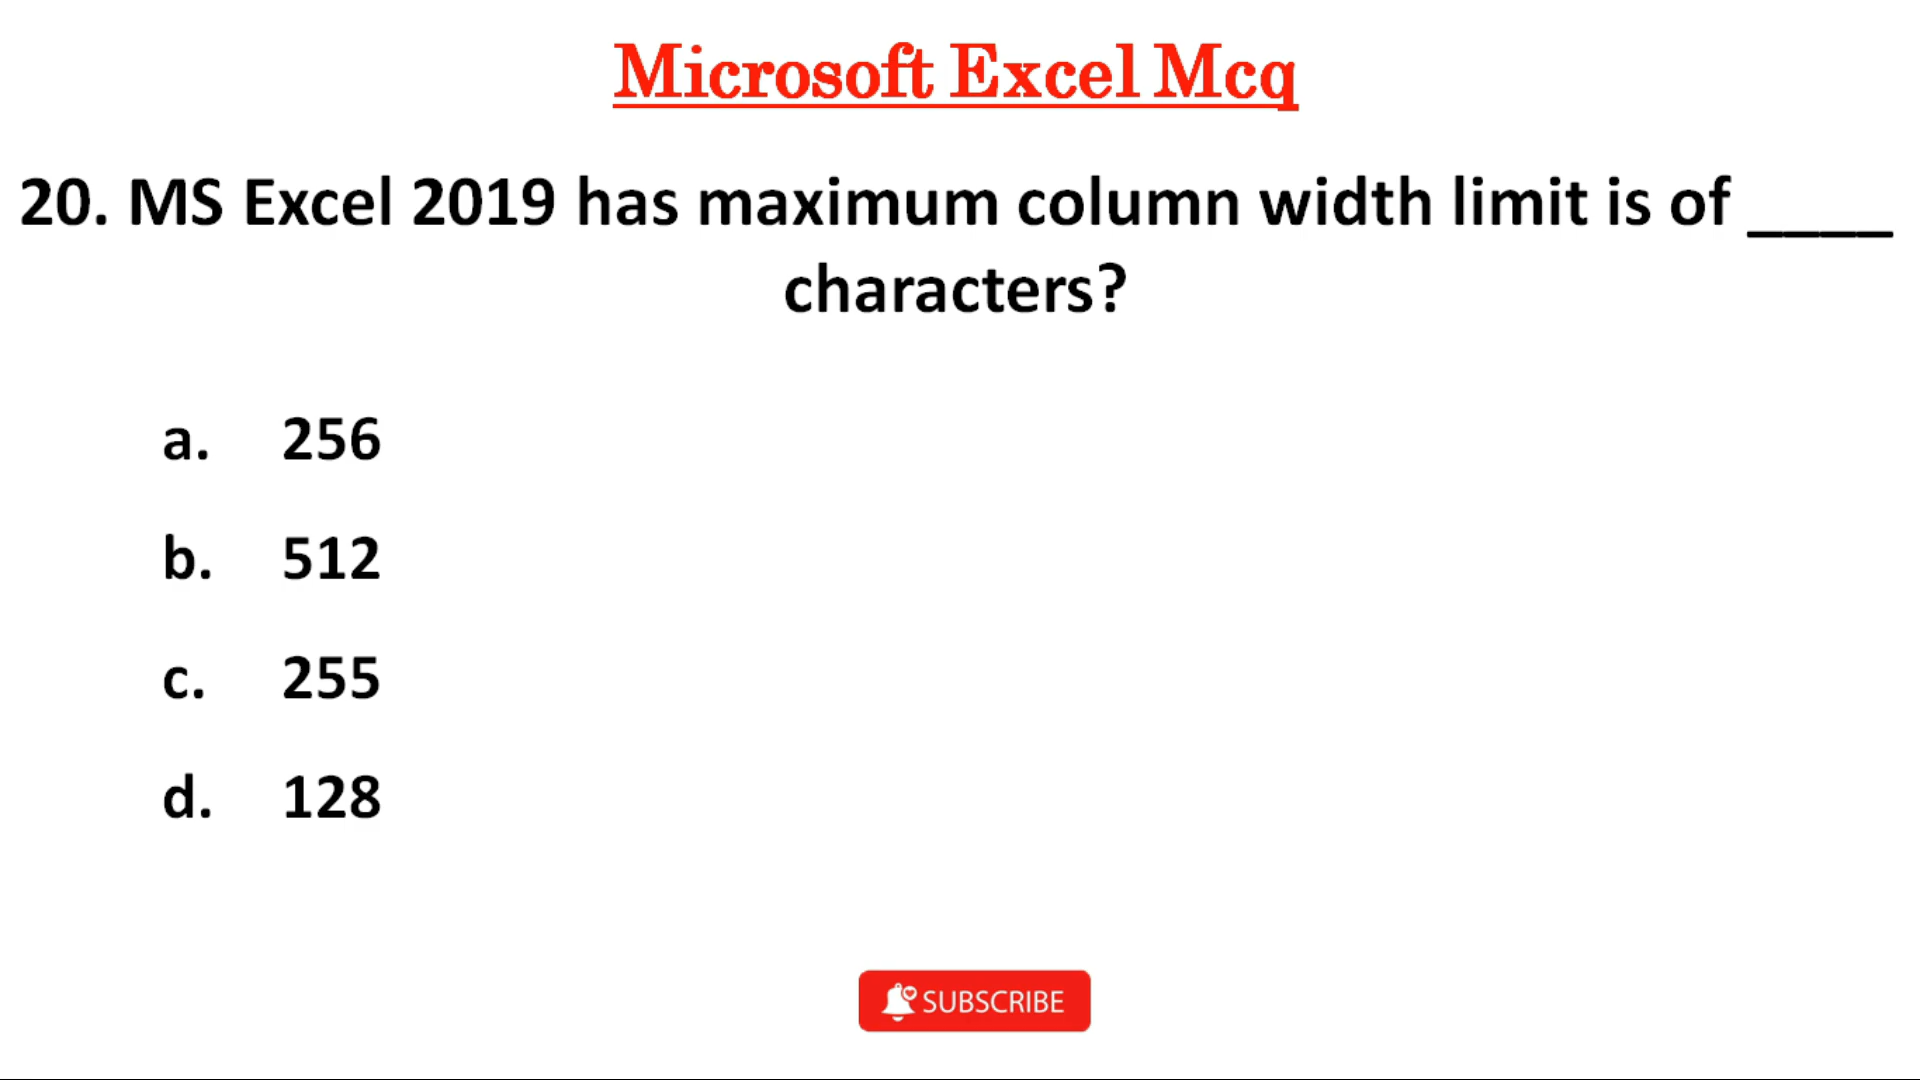 Microsoft Excel Mcq
20. MS Excel 2019 has maximum column width limit is of ____
characters?
a. 256
b. 512
c. 255
d. 128
SUBSCRIBE